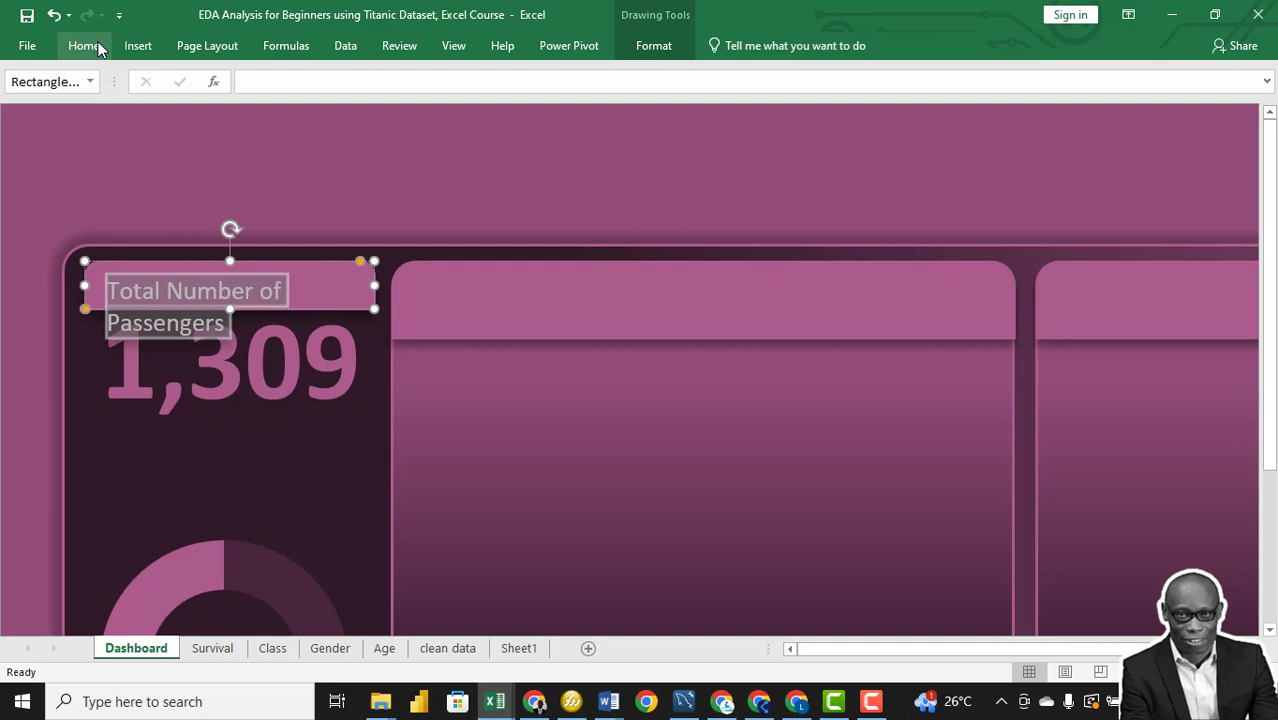 EDA Analysis for Beginners using Titanic Dataset, Excel Course - Excel
Drawing Tools
Sign in
File Home Insert Page Layout Formulas Data Review View Help Power Pivot Format Tell me what you want to do Share
Rectangle... fx
Total Number of
Passengers
1,309
Dashboard Survival Class Gender Age clean data Sheet1
Ready
Type here to search
1 26°C